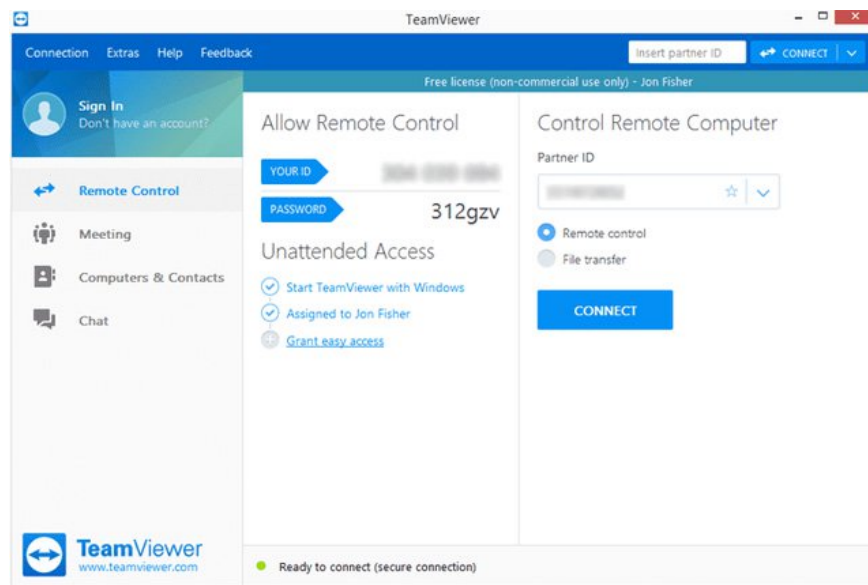 TeamViewer
Connection Extras Help Feedback
Insert partner ID
CONNECT
Free license (non-commercial use only) - Jon Fisher
Sign In
Don't have an account?
Remote Control
Meeting
Computers & Contacts
Chat
TeamViewer
www.teamviewer.com
Allow Remote Control
YOUR ID
PASSWORD 312gzv
Unattended Access
Start TeamViewer with Windows
Assigned to Jon Fisher
Grant easy access
Control Remote Computer
Partner ID
Remote control
File transfer
CONNECT
Ready to connect (secure connection)